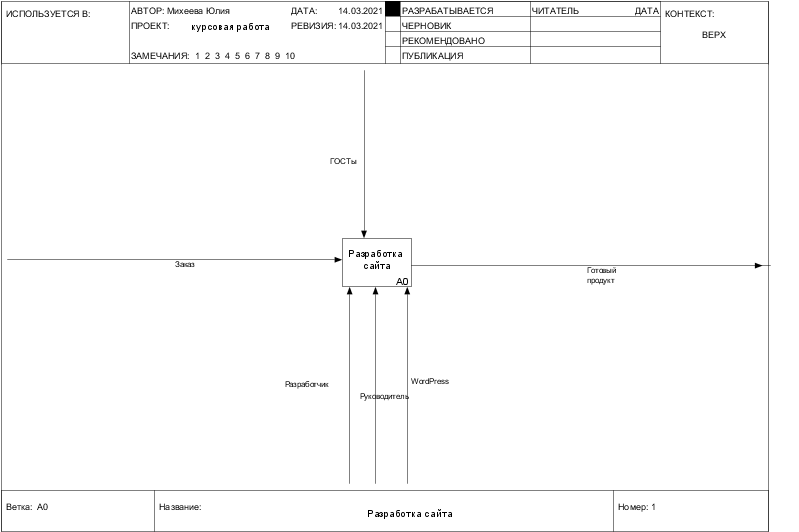 ИСПОЛЬЗУЕТСЯ В:
АВТОР: Михеева Юлия
ДАТА: 14.03.2021
РАЗРАБАТЫВАЕТСЯ
ЧИТАТЕЛЬ
ДАТА
КОНТЕКСТ:
ПРОЕКТ: курсовая работа
РЕВИЗИЯ: 14.03.2021
ЧЕРНОВИК
ВЕРХ
РЕКОМЕНДОВАНО
ЗАМЕЧАНИЯ: 1 2 3 4 5 6 7 8 9 10
ПУБЛИКАЦИЯ
ГОСТы
Разработка
сайта
A0
Заказ
Готовый
продукт
Разработчик
Руководитель
WordPress
Ветка: A0
Название:
Разработка сайта
Номер: 1